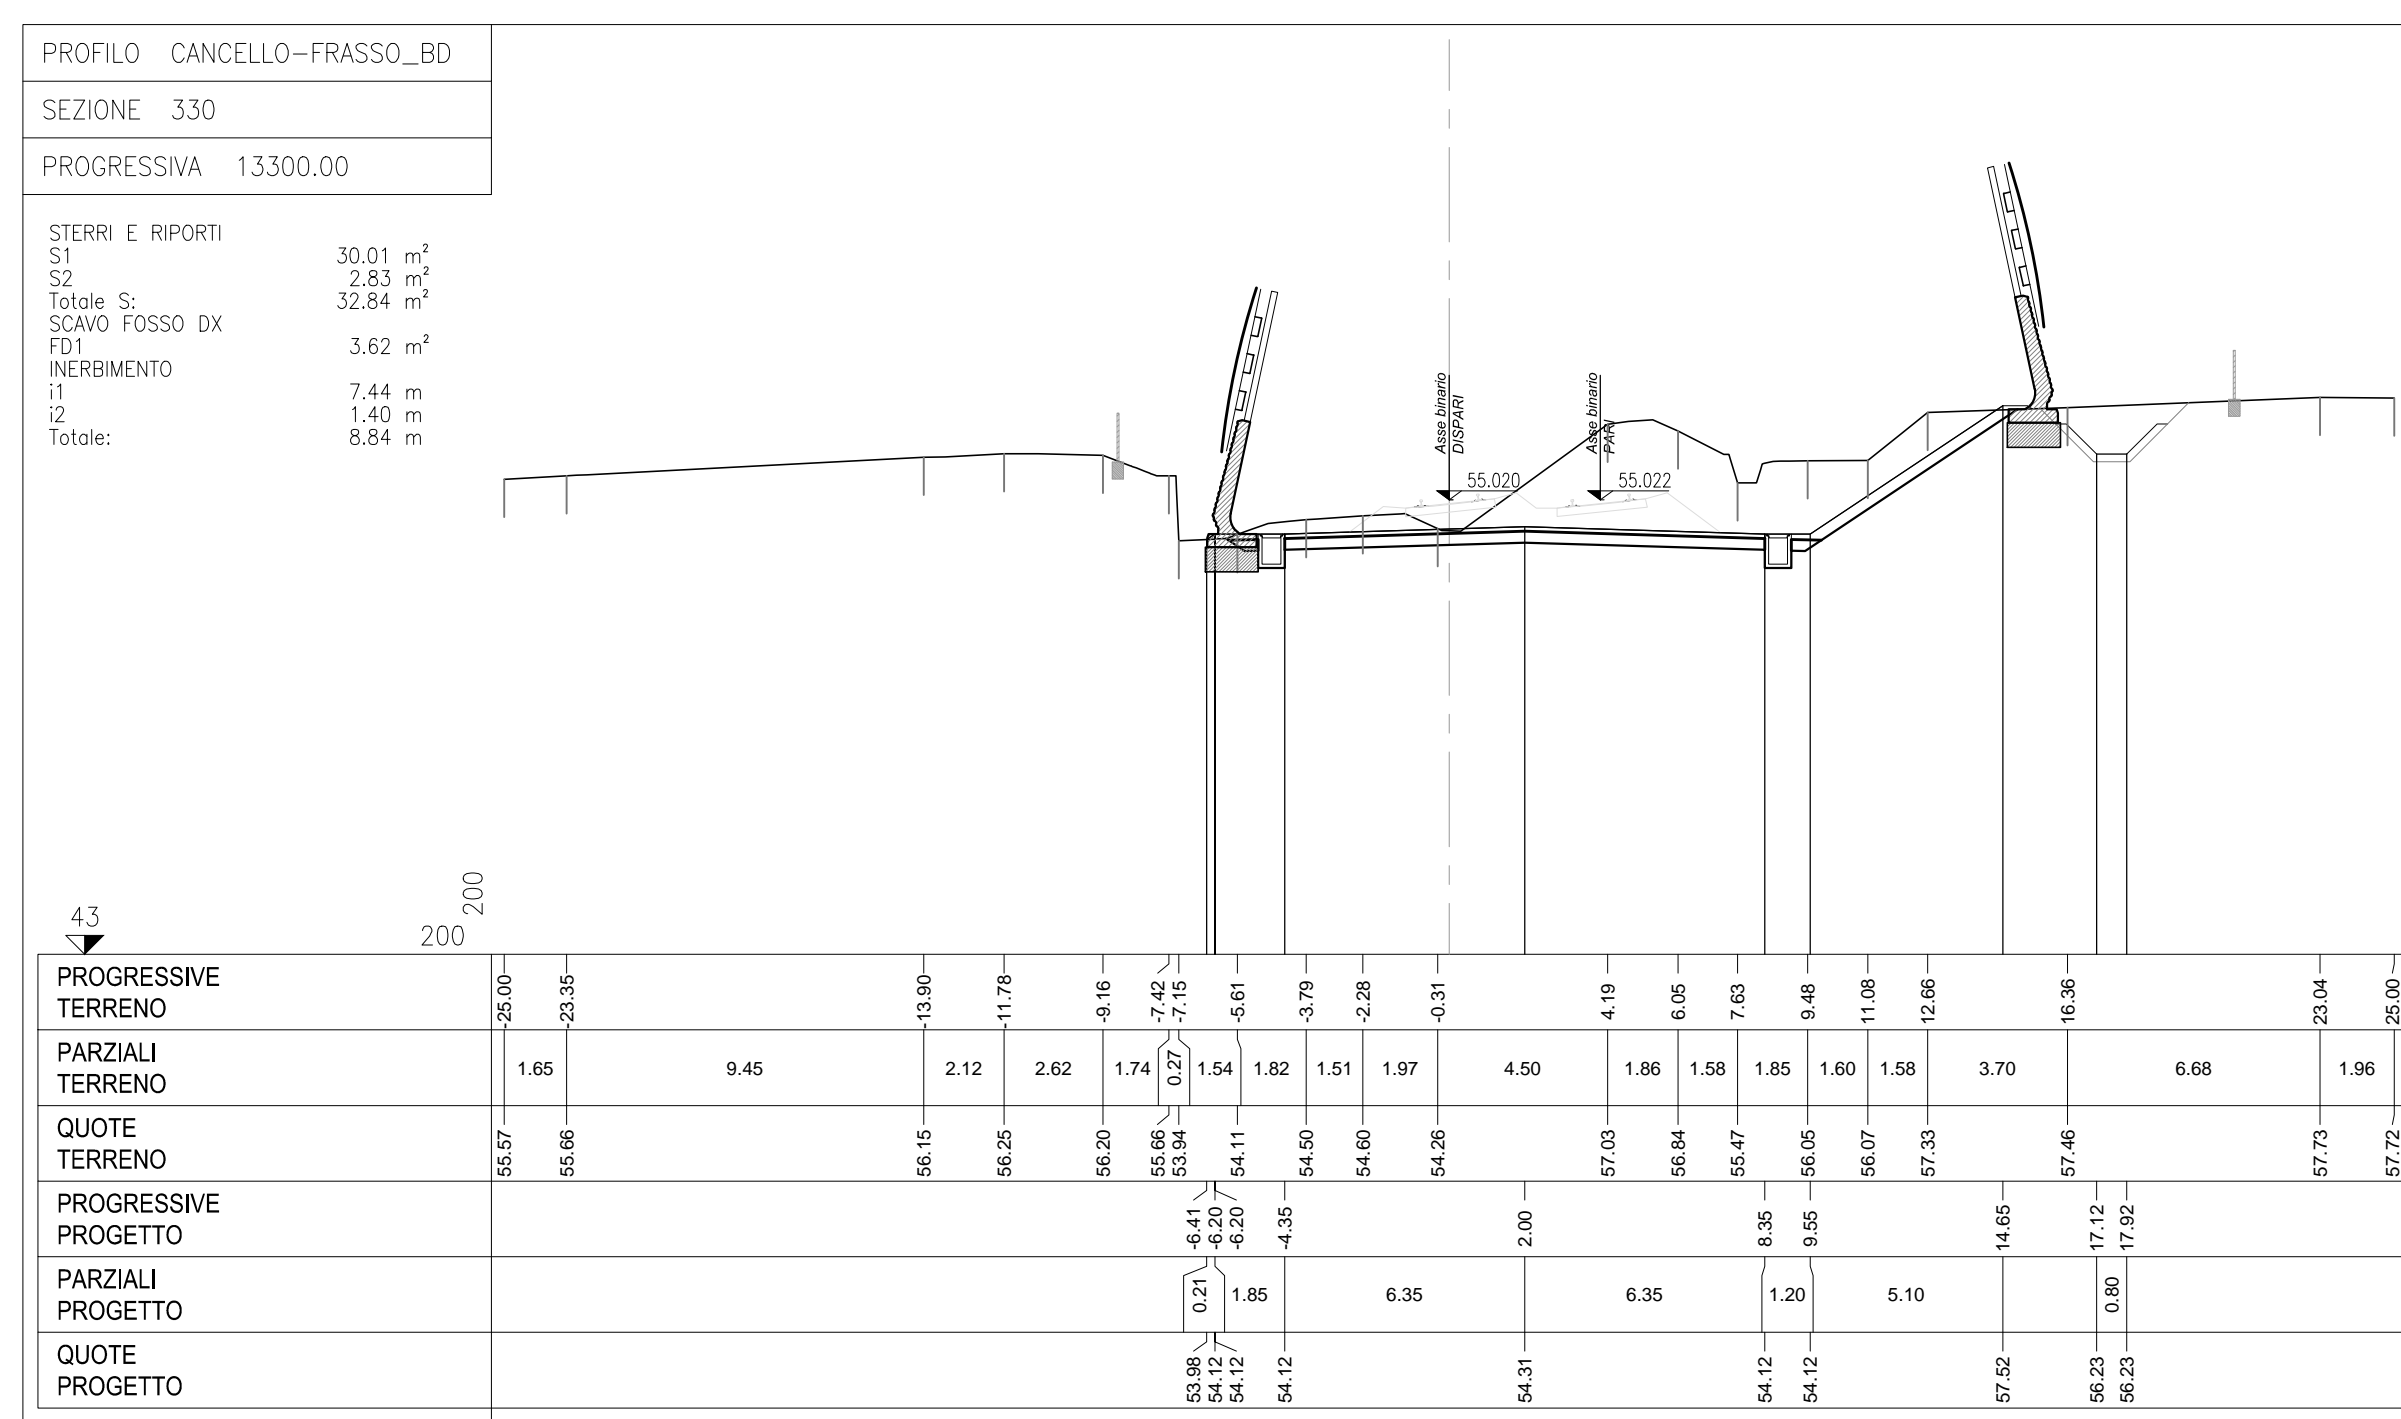 PROFILO CANCELLO-FRASSO_BD
SEZIONE 330
PROGRESSIVA 13300.00
STERRI E RIPORTI
S1 30.01 m²
S2 2.83 m²
Totale S: 32.84 m²
SCAVO FOSSO DX
FD1 3.62 m²
INERBIMENTO
i1 7.44 m
i2 1.40 m
Totale: 8.84 m
Asse binario
DISPARI
55.020
Asse binario
PARI
55.022
43
200
200
PROGRESSIVE
TERRENO
-25.00 -23.35 -13.90 -11.78 -9.16 -7.42 -7.15 -5.61 -3.79 -2.28 -0.31 4.19 6.05 7.63 9.48 11.08 12.66 16.36 23.04 25.00
PARZIALI
TERRENO
1.65 9.45 2.12 2.62 1.74 0.27 1.54 1.82 1.51 1.97 4.50 1.86 1.58 1.85 1.60 1.58 3.70 6.68 1.96
QUOTE
TERRENO
55.57 55.66 56.15 56.25 56.20 55.66 53.94 54.11 54.50 54.60 54.26 57.03 56.84 55.47 56.05 56.07 57.33 57.46 57.73 57.72
PROGRESSIVE
PROGETTO
-6.41 -6.20 -6.20 -4.35 2.00 8.35 9.55 14.65 17.12 17.92
PARZIALI
PROGETTO
0.21 1.85 6.35 6.35 1.20 5.10 0.80
QUOTE
PROGETTO
53.98 54.12 54.12 54.12 54.31 54.12 54.12 57.52 56.23 56.23